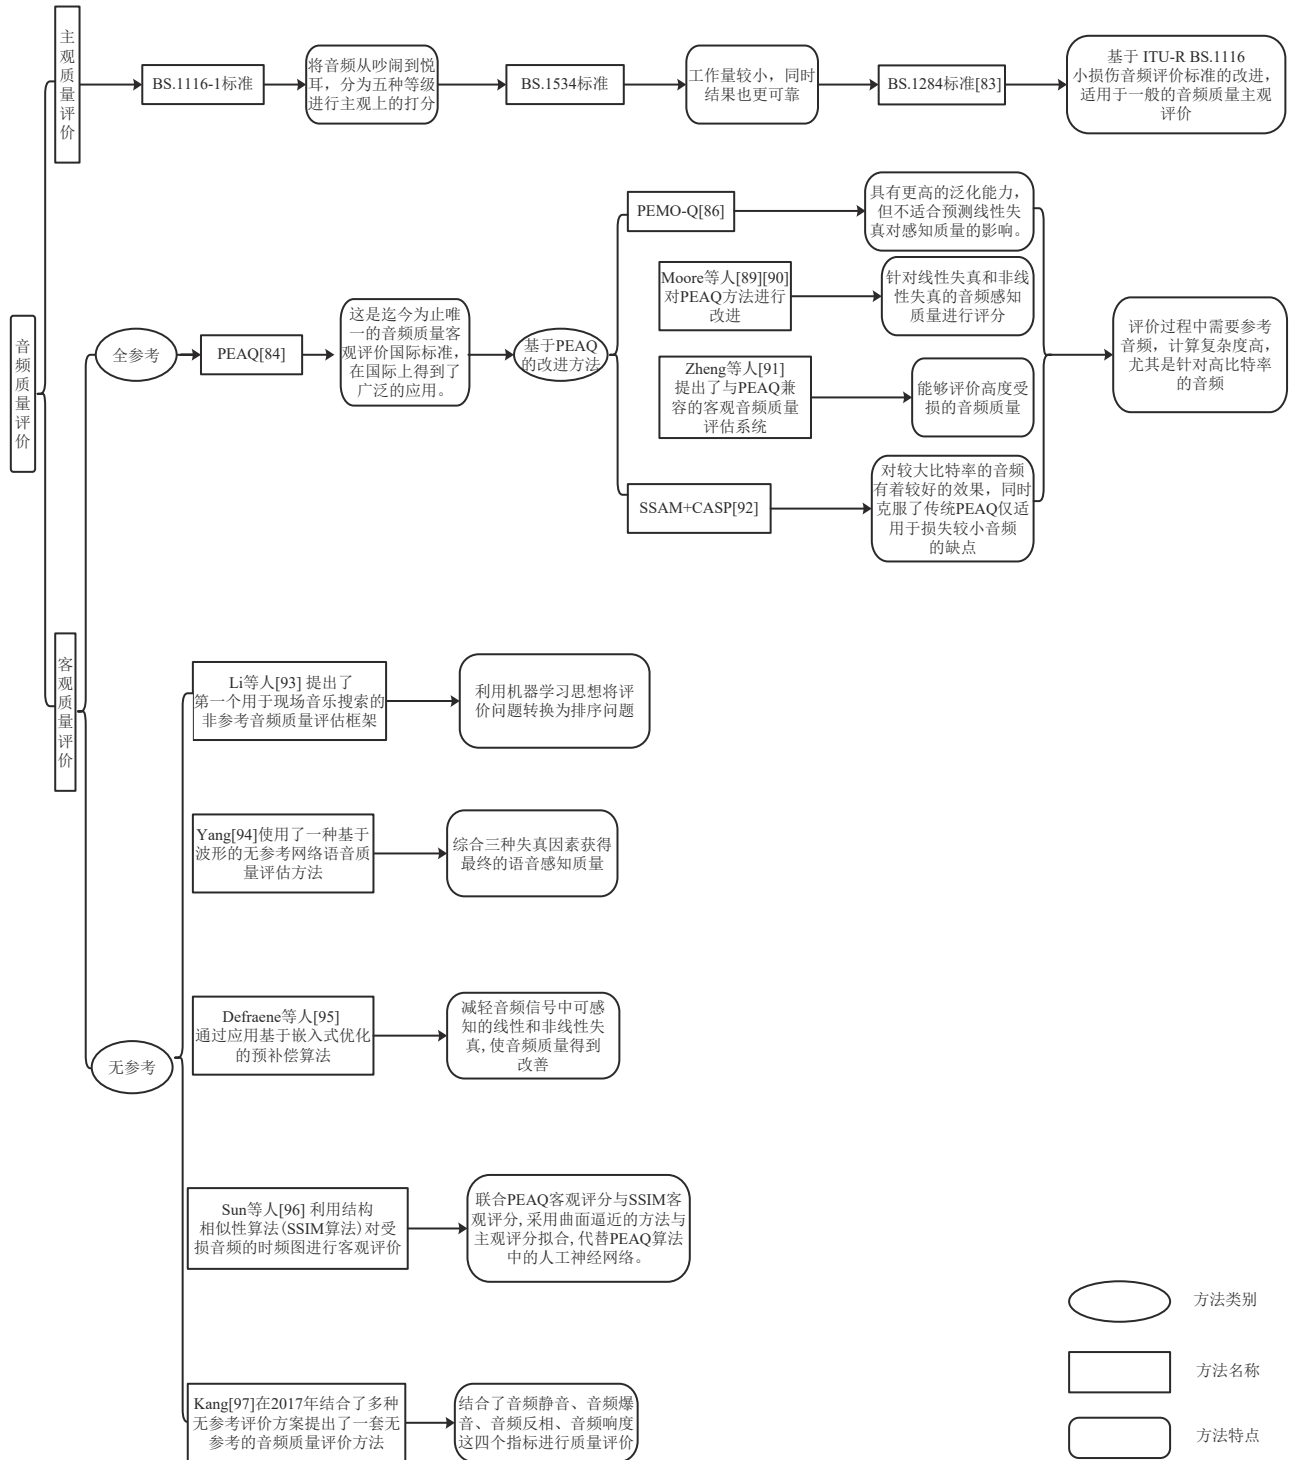 音频质量评价
主观质量评价
BS.1116-1标准
将音频从吵闹到悦
耳，分为五种等级
进行主观上的打分
BS.1534标准
工作量较小，同时
结果也更可靠
BS.1284标准[83]
基于 ITU-R BS.1116
小损伤音频评价标准的改进，
适用于一般的音频质量主观
评价
客观质量评价
全参考
PEAQ[84]
这是迄今为止唯
一的音频质量客
观评价国际标准，
在国际上得到了
广泛的应用。
基于PEAQ
的改进方法
PEMO-Q[86]
具有更高的泛化能力，
但不适合预测线性失
真对感知质量的影响。
Moore等人[89][90]
对PEAQ方法进行
改进
针对线性失真和非线
性失真的音频感知
质量进行评分
Zheng等人[91]
提出了与PEAQ兼
容的客观音频质量
评估系统
能够评价高度受
损的音频质量
SSAM+CASP[92]
对较大比特率的音频
有着较好的效果，同时
克服了传统PEAQ仅适
用于损失较小音频
的缺点
评价过程中需要参考
音频，计算复杂度高，
尤其是针对高比特率
的音频
无参考
Li等人[93] 提出了
第一个用于现场音乐搜索的
非参考音频质量评估框架
利用机器学习思想将评
价问题转换为排序问题
Yang[94]使用了一种基于
波形的无参考网络语音质
量评估方法
综合三种失真因素获得
最终的语音感知质量
Defraene等人[95]
通过应用基于嵌入式优化
的预补偿算法
减轻音频信号中可感
知的线性和非线性失
真,使音频质量得到
改善
Sun等人[96] 利用结构
相似性算法(SSIM算法)对受
损音频的时频图进行客观评价
联合PEAQ客观评分与SSIM客
观评分,采用曲面逼近的方法与
主观评分拟合,代替PEAQ算法
中的人工神经网络。
Kang[97]在2017年结合了多种
无参考评价方案提出了一套无
参考的音频质量评价方法
结合了音频静音、音频爆
音、音频反相、音频响度
这四个指标进行质量评价
方法类别
方法名称
方法特点